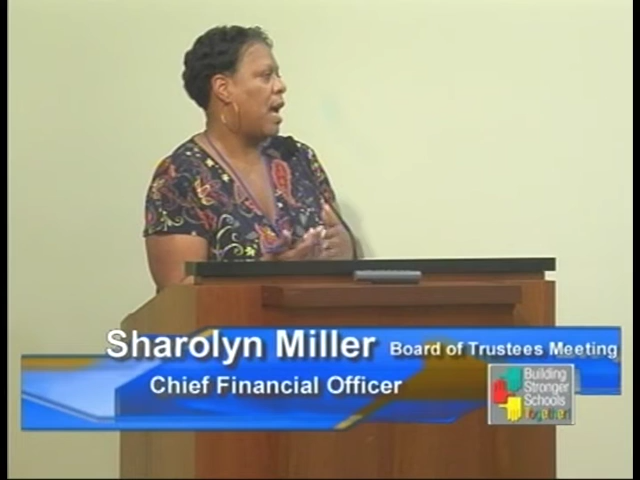 Sharolyn Miller Board of Trustees Meeting
Chief Financial Officer
Building
Stronger
Schools
Together